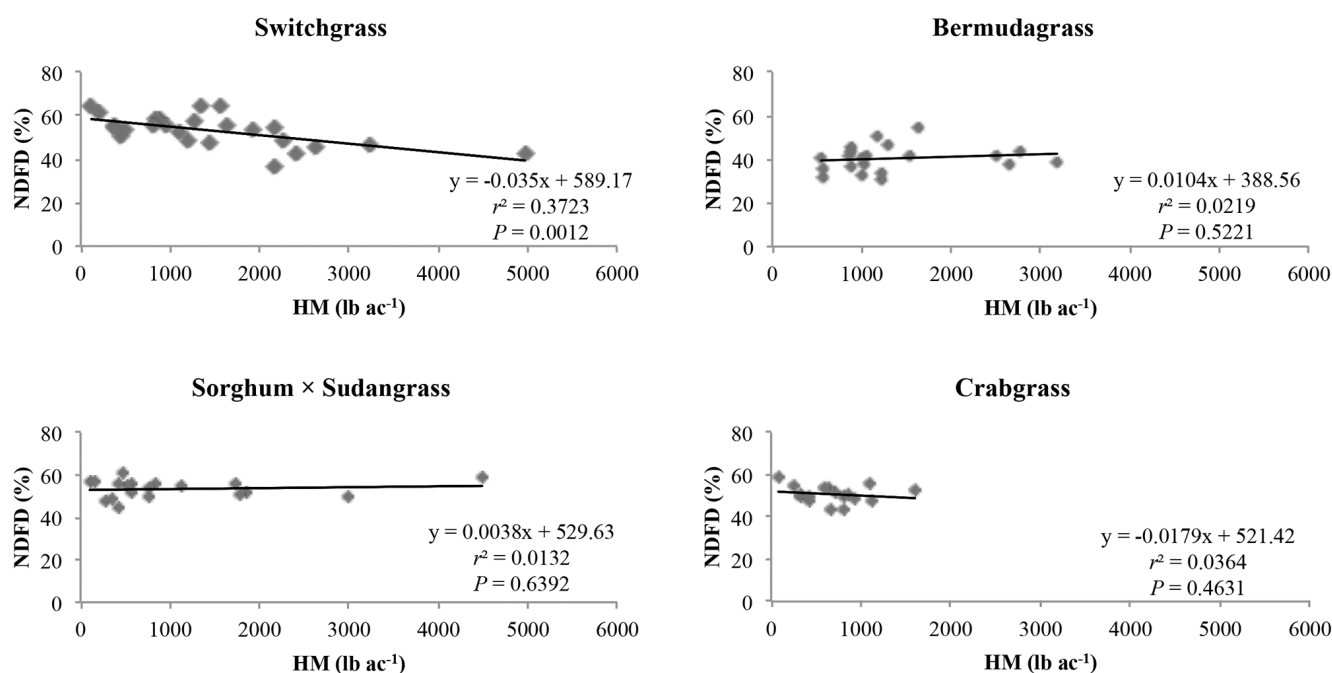 Switchgrass
NDFD (%)
80
60
40
20
0
y = -0.035x + 589.17
r² = 0.3723
P = 0.0012
0 1000 2000 3000 4000 5000 6000
HM (lb ac⁻¹)
Bermudagrass
NDFD (%)
80
60
40
20
0
y = 0.0104x + 388.56
r² = 0.0219
P = 0.5221
0 1000 2000 3000 4000 5000 6000
HM (lb ac⁻¹)
Sorghum × Sudangrass
NDFD (%)
80
60
40
20
0
y = 0.0038x + 529.63
r² = 0.0132
P = 0.6392
0 1000 2000 3000 4000 5000 6000
HM (lb ac⁻¹)
Crabgrass
NDFD (%)
80
60
40
20
0
y = -0.0179x + 521.42
r² = 0.0364
P = 0.4631
0 1000 2000 3000 4000 5000 6000
HM (lb ac⁻¹)